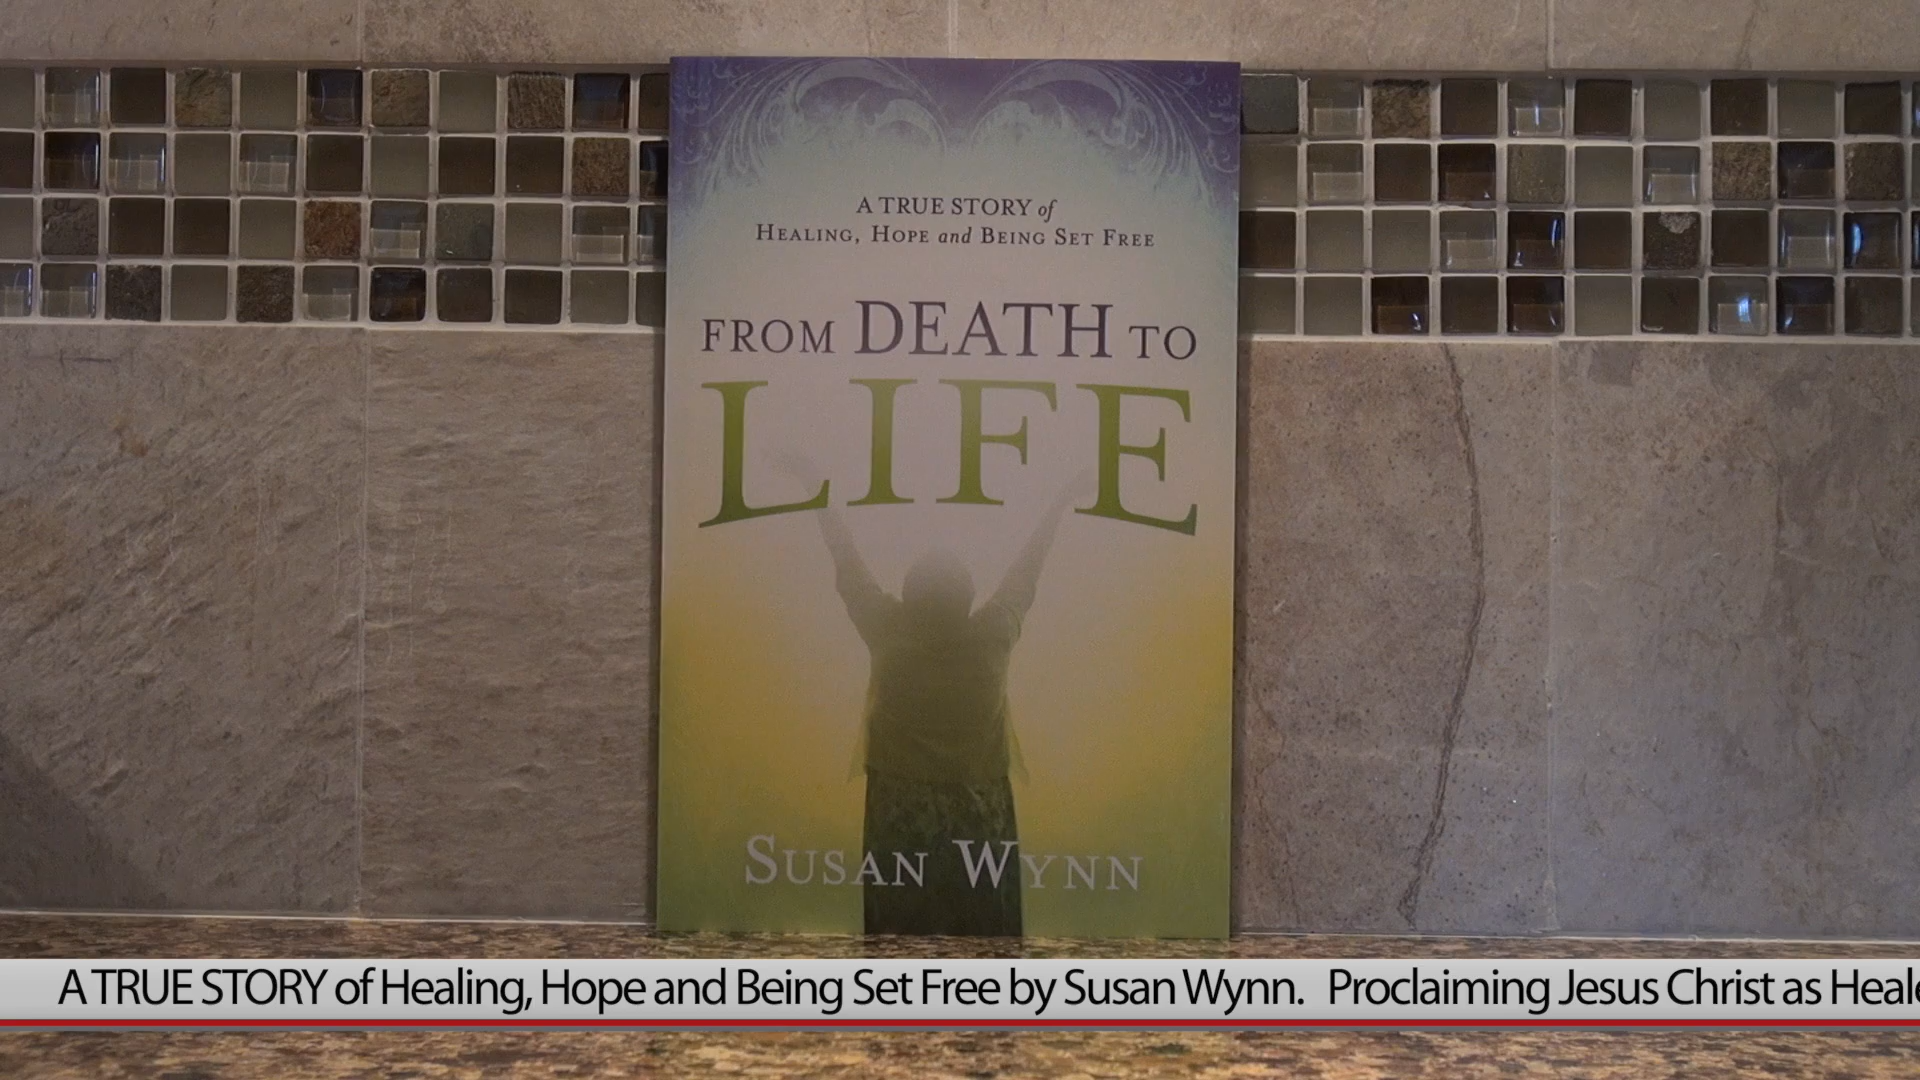 A TRUE STORY of
HEALING, HOPE and BEING SET FREE
FROM DEATH TO
LIFE
SUSAN WYNN
A TRUE STORY of Healing, Hope and Being Set Free by Susan Wynn. Proclaiming Jesus Christ as